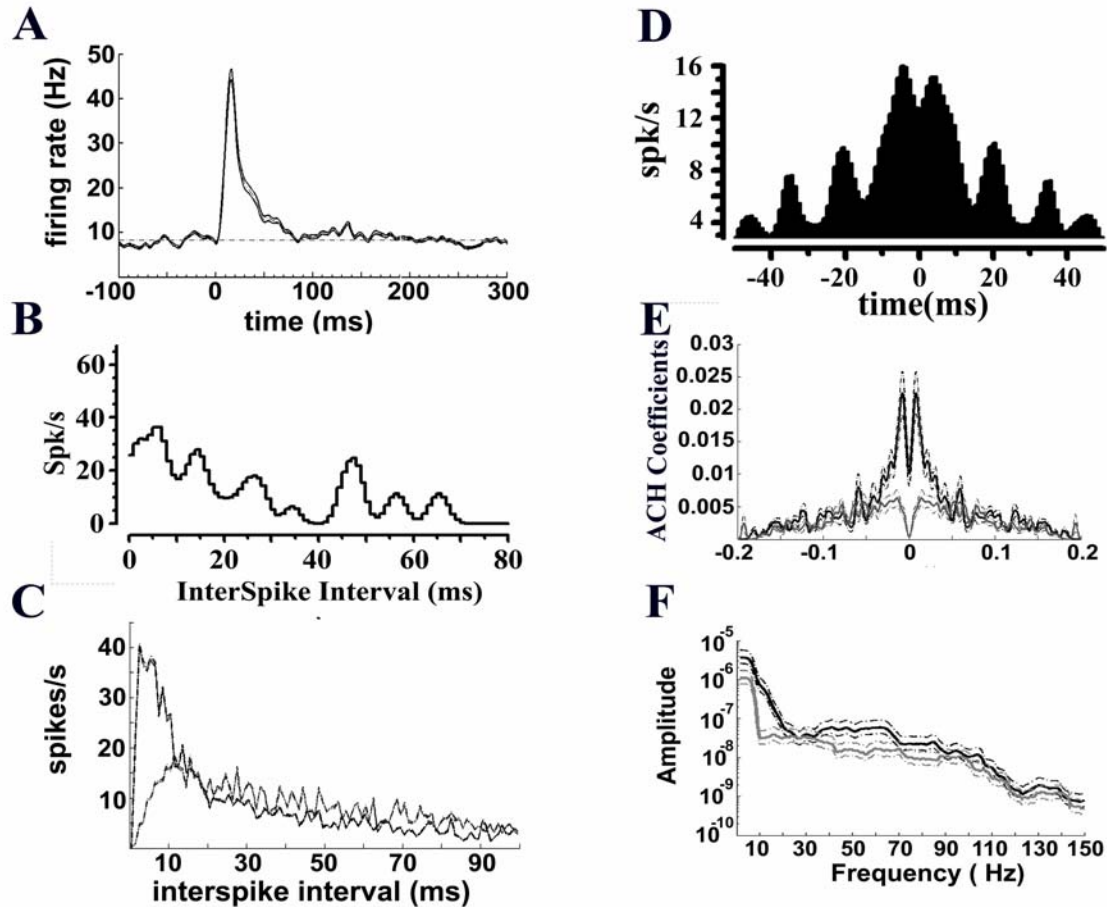 A
50
40
30
20
10
firing rate (Hz)
-100 0 100 200 300
time (ms)
B
60
40
20
0
Spk/s
0 20 40 60 80
InterSpike Interval (ms)
C
40
30
20
10
spikes/s
10 30 50 70 90
interspike interval (ms)
D
16
12
8
4
spk/s
-40 -20 0 20 40
time(ms)
E
0.03
0.025
0.02
0.015
0.01
0.005
ACH Coefficients
-0.2 -0.1 0 0.1 0.2
F
10-5
10-6
10-7
10-8
10-9
10-10
Amplitude
10 30 50 70 90 110 130 150
Frequency ( Hz)